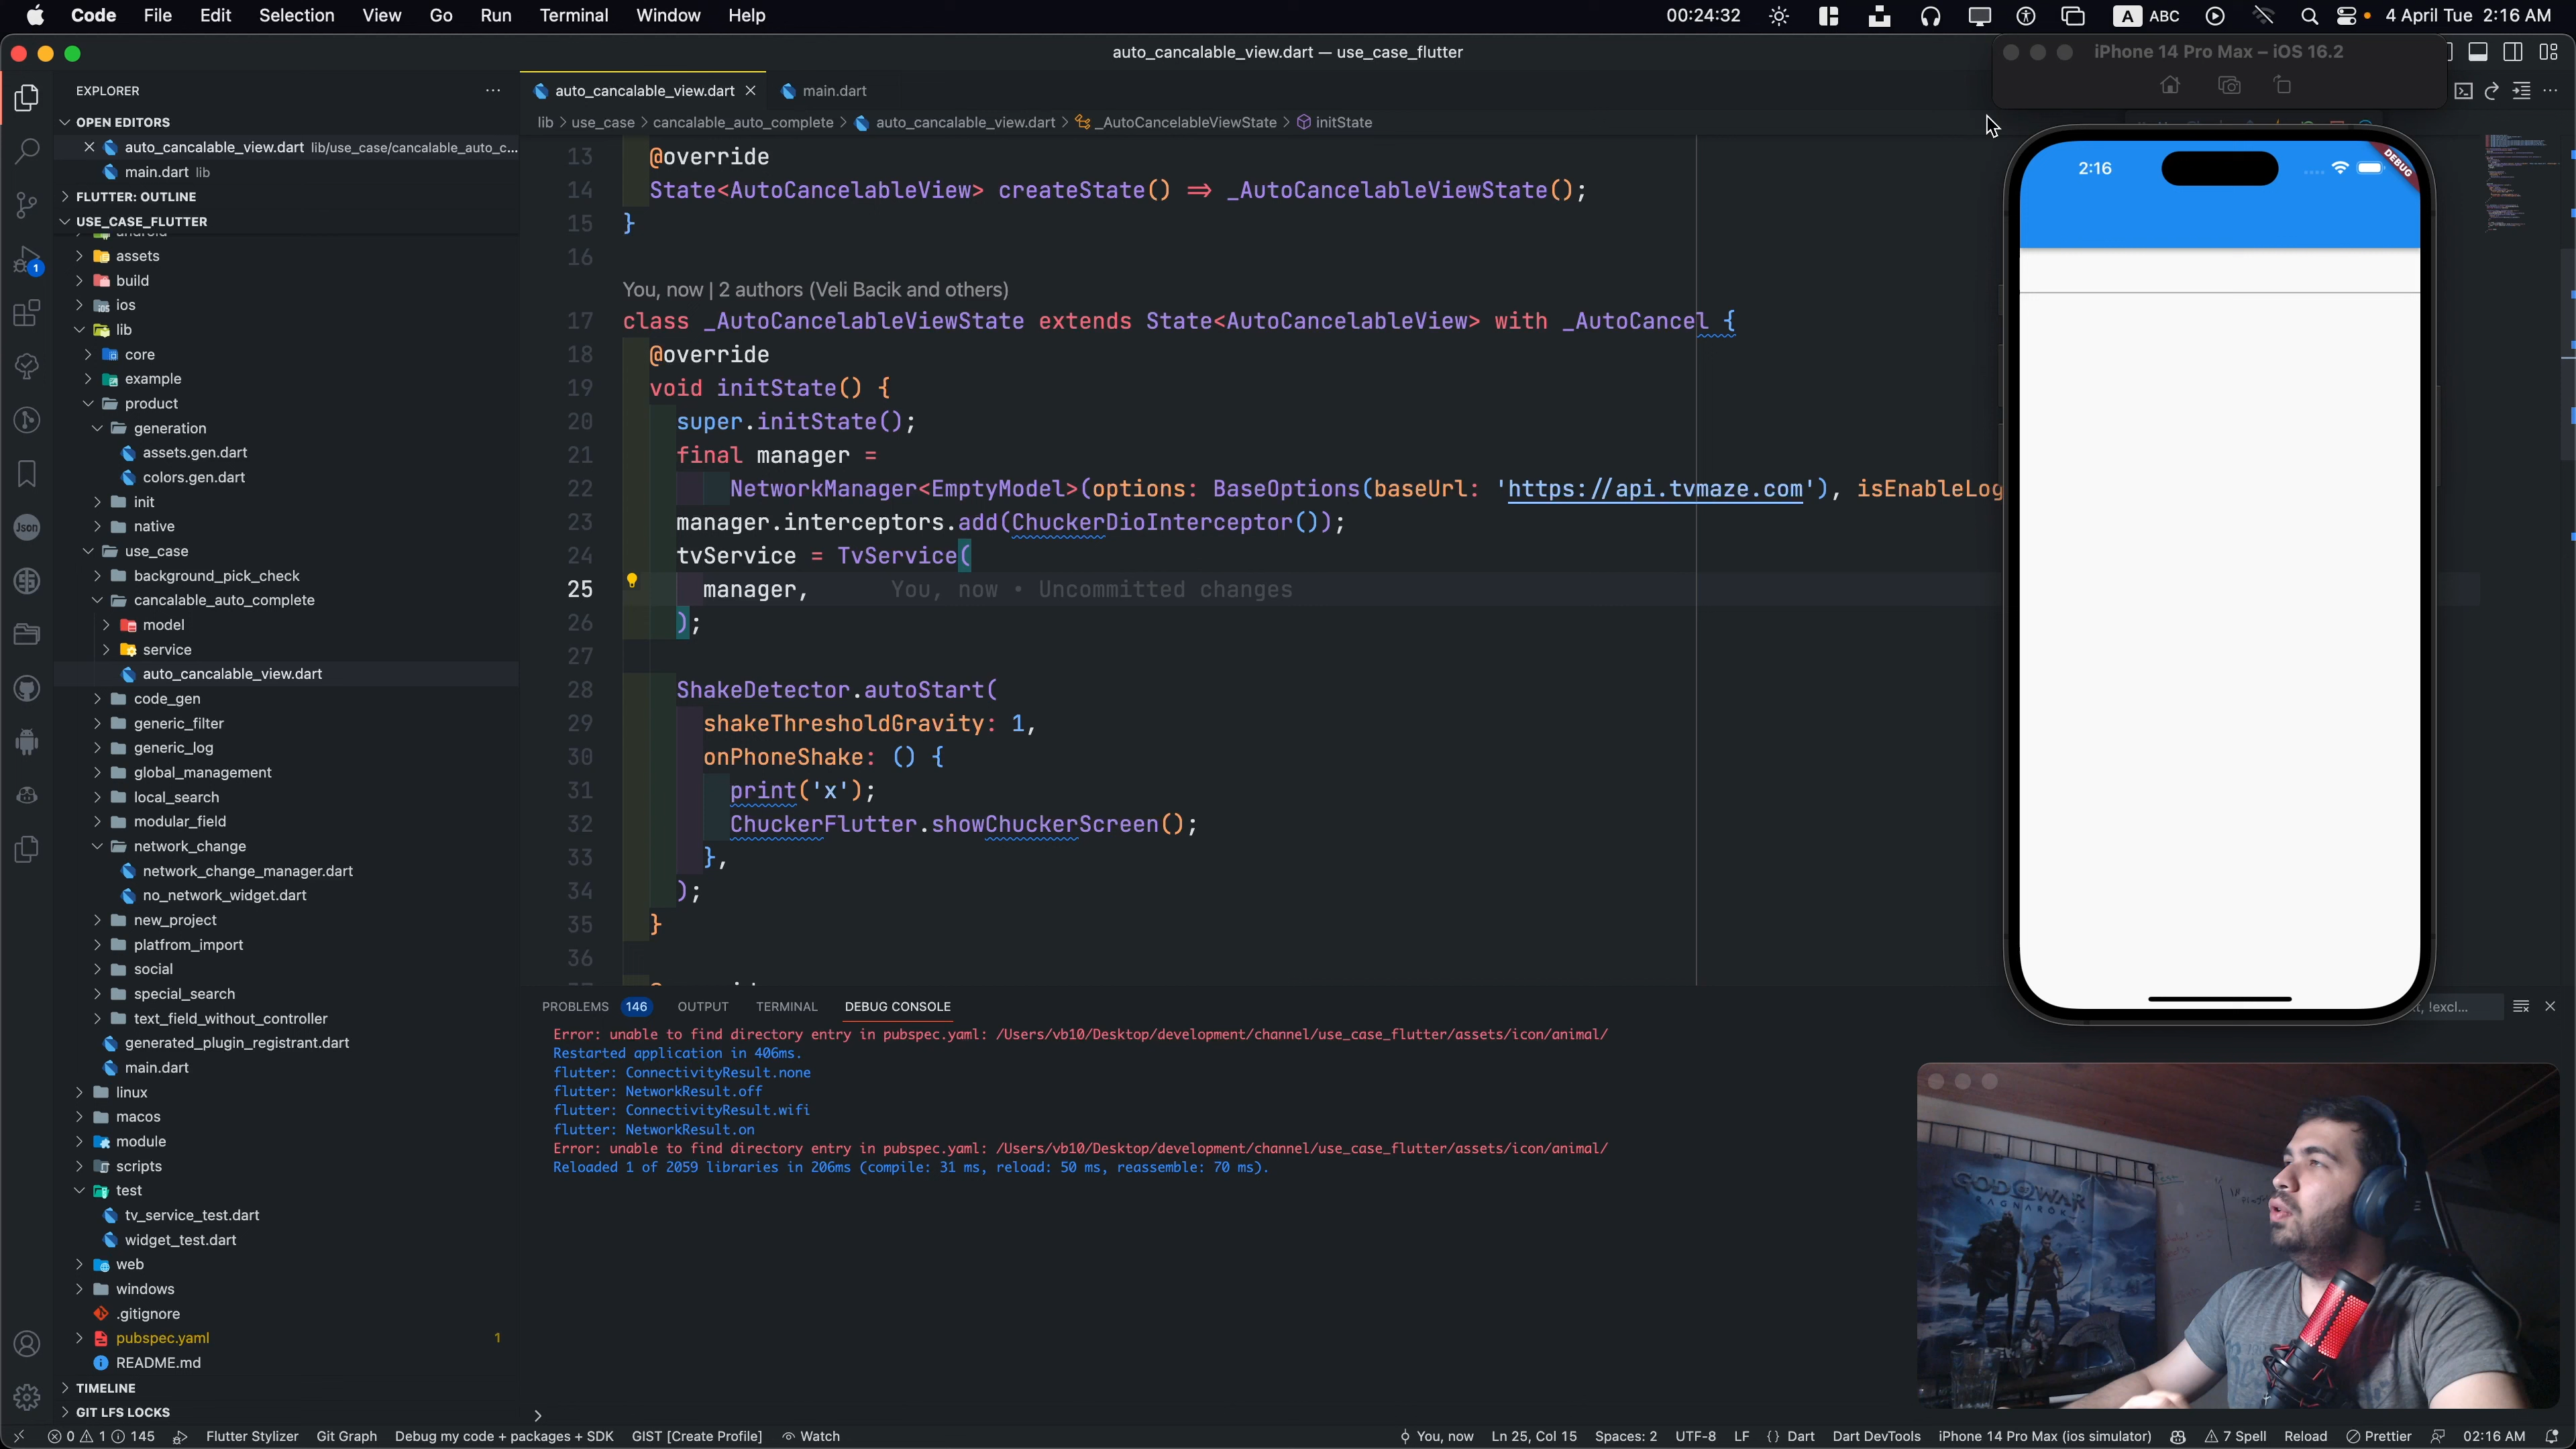 Code File Edit Selection View Go Run Terminal Window Help
00:24:32 A ABC 4 April Tue 2:16 AM
auto_cancalable_view.dart — use_case_flutter
iPhone 14 Pro Max – iOS 16.2
EXPLORER
OPEN EDITORS
auto_cancalable_view.dart lib/use_case/cancalable_auto_c...
main.dart lib
FLUTTER: OUTLINE
USE_CASE_FLUTTER
android
assets
build
ios
lib
core
example
product
generation
assets.gen.dart
colors.gen.dart
init
native
use_case
background_pick_check
cancalable_auto_complete
model
service
auto_cancalable_view.dart
code_gen
generic_filter
generic_log
global_management
local_search
modular_field
network_change
network_change_manager.dart
no_network_widget.dart
new_project
platfrom_import
social
special_search
text_field_without_controller
generated_plugin_registrant.dart
main.dart
linux
macos
module
scripts
test
tv_service_test.dart
widget_test.dart
web
windows
.gitignore
pubspec.yaml 1
README.md
TIMELINE
GIT LFS LOCKS
1
Json
auto_cancalable_view.dart main.dart
lib > use_case > cancalable_auto_complete > auto_cancalable_view.dart > _AutoCancelableViewState > initState
13 @override
14 State<AutoCancelableView> createState() => _AutoCancelableViewState();
15 }
16
You, now | 2 authors (Veli Bacik and others)
17 class _AutoCancelableViewState extends State<AutoCancelableView> with _AutoCancel {
18 @override
19 void initState() {
20 super.initState();
21 final manager =
22 NetworkManager<EmptyModel>(options: BaseOptions(baseUrl: 'https://api.tvmaze.com'), isEnableLog
23 manager.interceptors.add(ChuckerDioInterceptor());
24 tvService = TvService(
25 manager, You, now • Uncommitted changes
26 );
27
28 ShakeDetector.autoStart(
29 shakeThresholdGravity: 1,
30 onPhoneShake: () {
31 print('x');
32 ChuckerFlutter.showChuckerScreen();
33 },
34 );
35 }
36
2:16
DEBUG
PROBLEMS 146 OUTPUT TERMINAL DEBUG CONSOLE
!excl...
Error: unable to find directory entry in pubspec.yaml: /Users/vb10/Desktop/development/channel/use_case_flutter/assets/icon/animal/
Restarted application in 406ms.
flutter: ConnectivityResult.none
flutter: NetworkResult.off
flutter: ConnectivityResult.wifi
flutter: NetworkResult.on
Error: unable to find directory entry in pubspec.yaml: /Users/vb10/Desktop/development/channel/use_case_flutter/assets/icon/animal/
Reloaded 1 of 2059 libraries in 206ms (compile: 31 ms, reload: 50 ms, reassemble: 70 ms).
GOD OF WAR
RAGNARÖK
0 1 145 Flutter Stylizer Git Graph Debug my code + packages + SDK GIST [Create Profile] Watch You, now Ln 25, Col 15 Spaces: 2 UTF-8 LF {} Dart Dart DevTools iPhone 14 Pro Max (ios simulator) 7 Spell Reload Prettier 02:16 AM